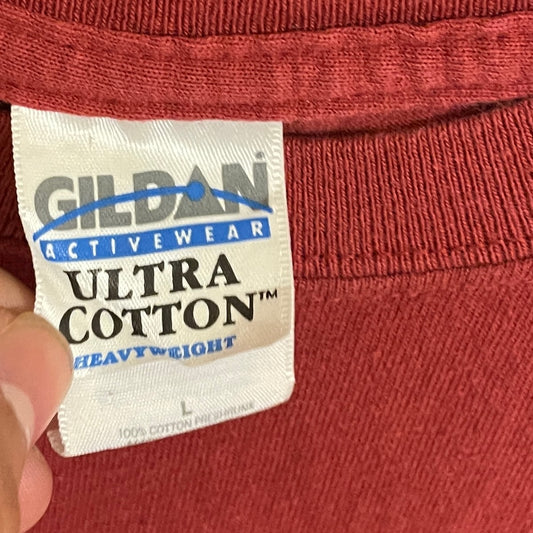 GILDAN
ACTIVEWEAR
ULTRA
COTTON™
HEAVYWEIGHT
L
100% COTTON PRESHRUNK